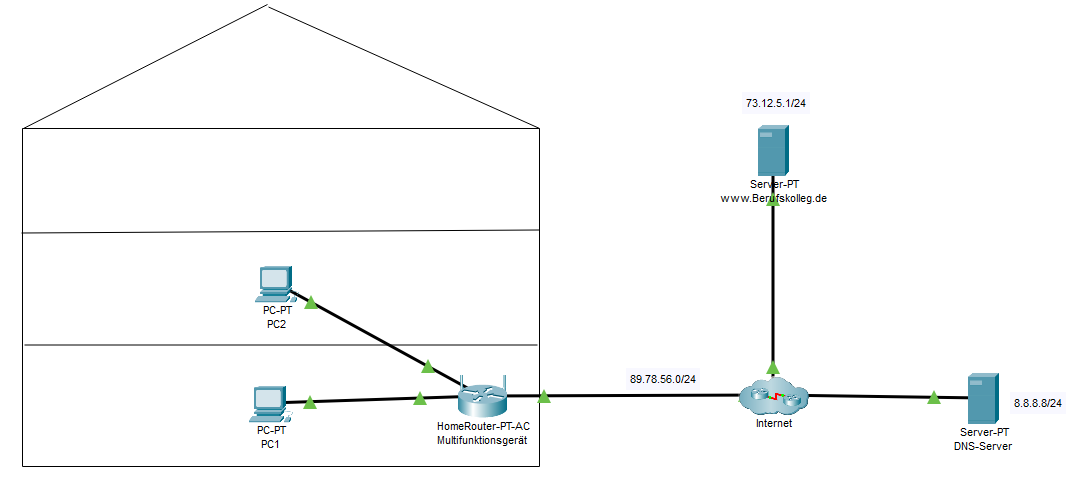 73.12.5.1/24
Server-PT
www.Berufskolleg.de
PC-PT
PC2
89.78.56.0/24
8.8.8.8/24
PC-PT
PC1
HomeRouter-PT-AC
Multifunktionsgerät
Internet
Server-PT
DNS-Server